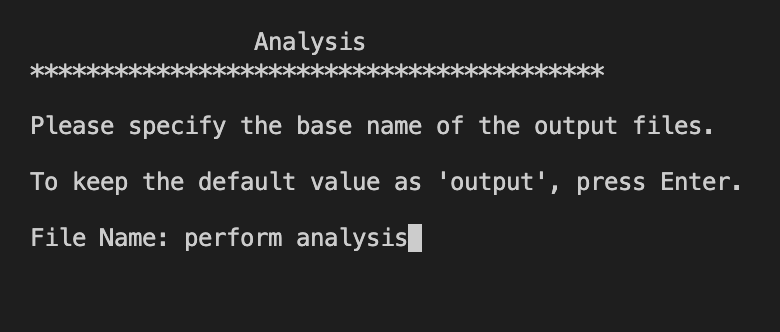 Analysis
*****************************************
Please specify the base name of the output files.
To keep the default value as 'output', press Enter.
File Name: perform analysis